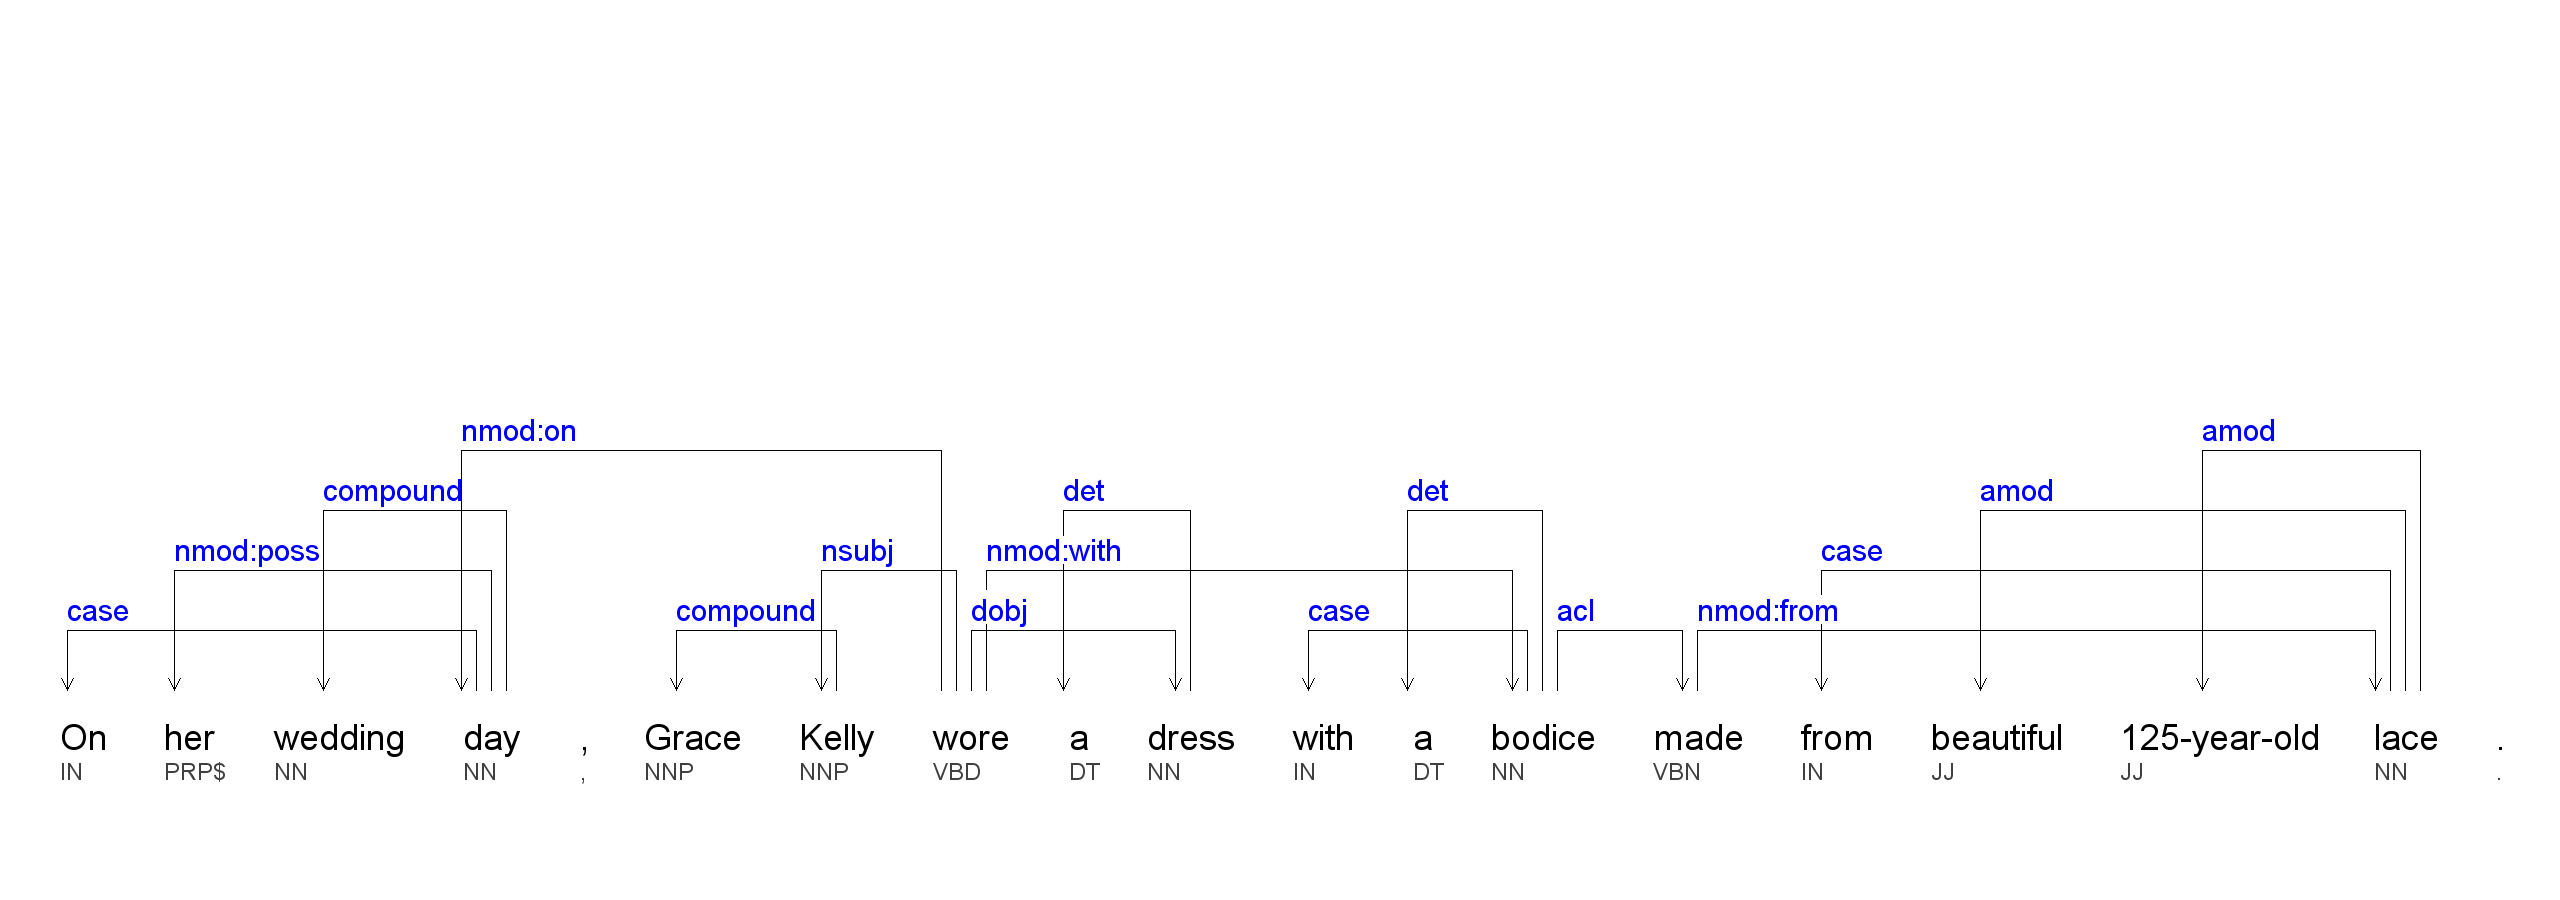 nmod:on amod
compound det det amod
nmod:poss nsubj nmod:with case
case compound dobj case acl nmod:from
On her wedding day , Grace Kelly wore a dress with a bodice made from beautiful 125-year-old lace .
IN PRP$ NN NN , NNP NNP VBD DT NN IN DT NN VBN IN JJ JJ NN .